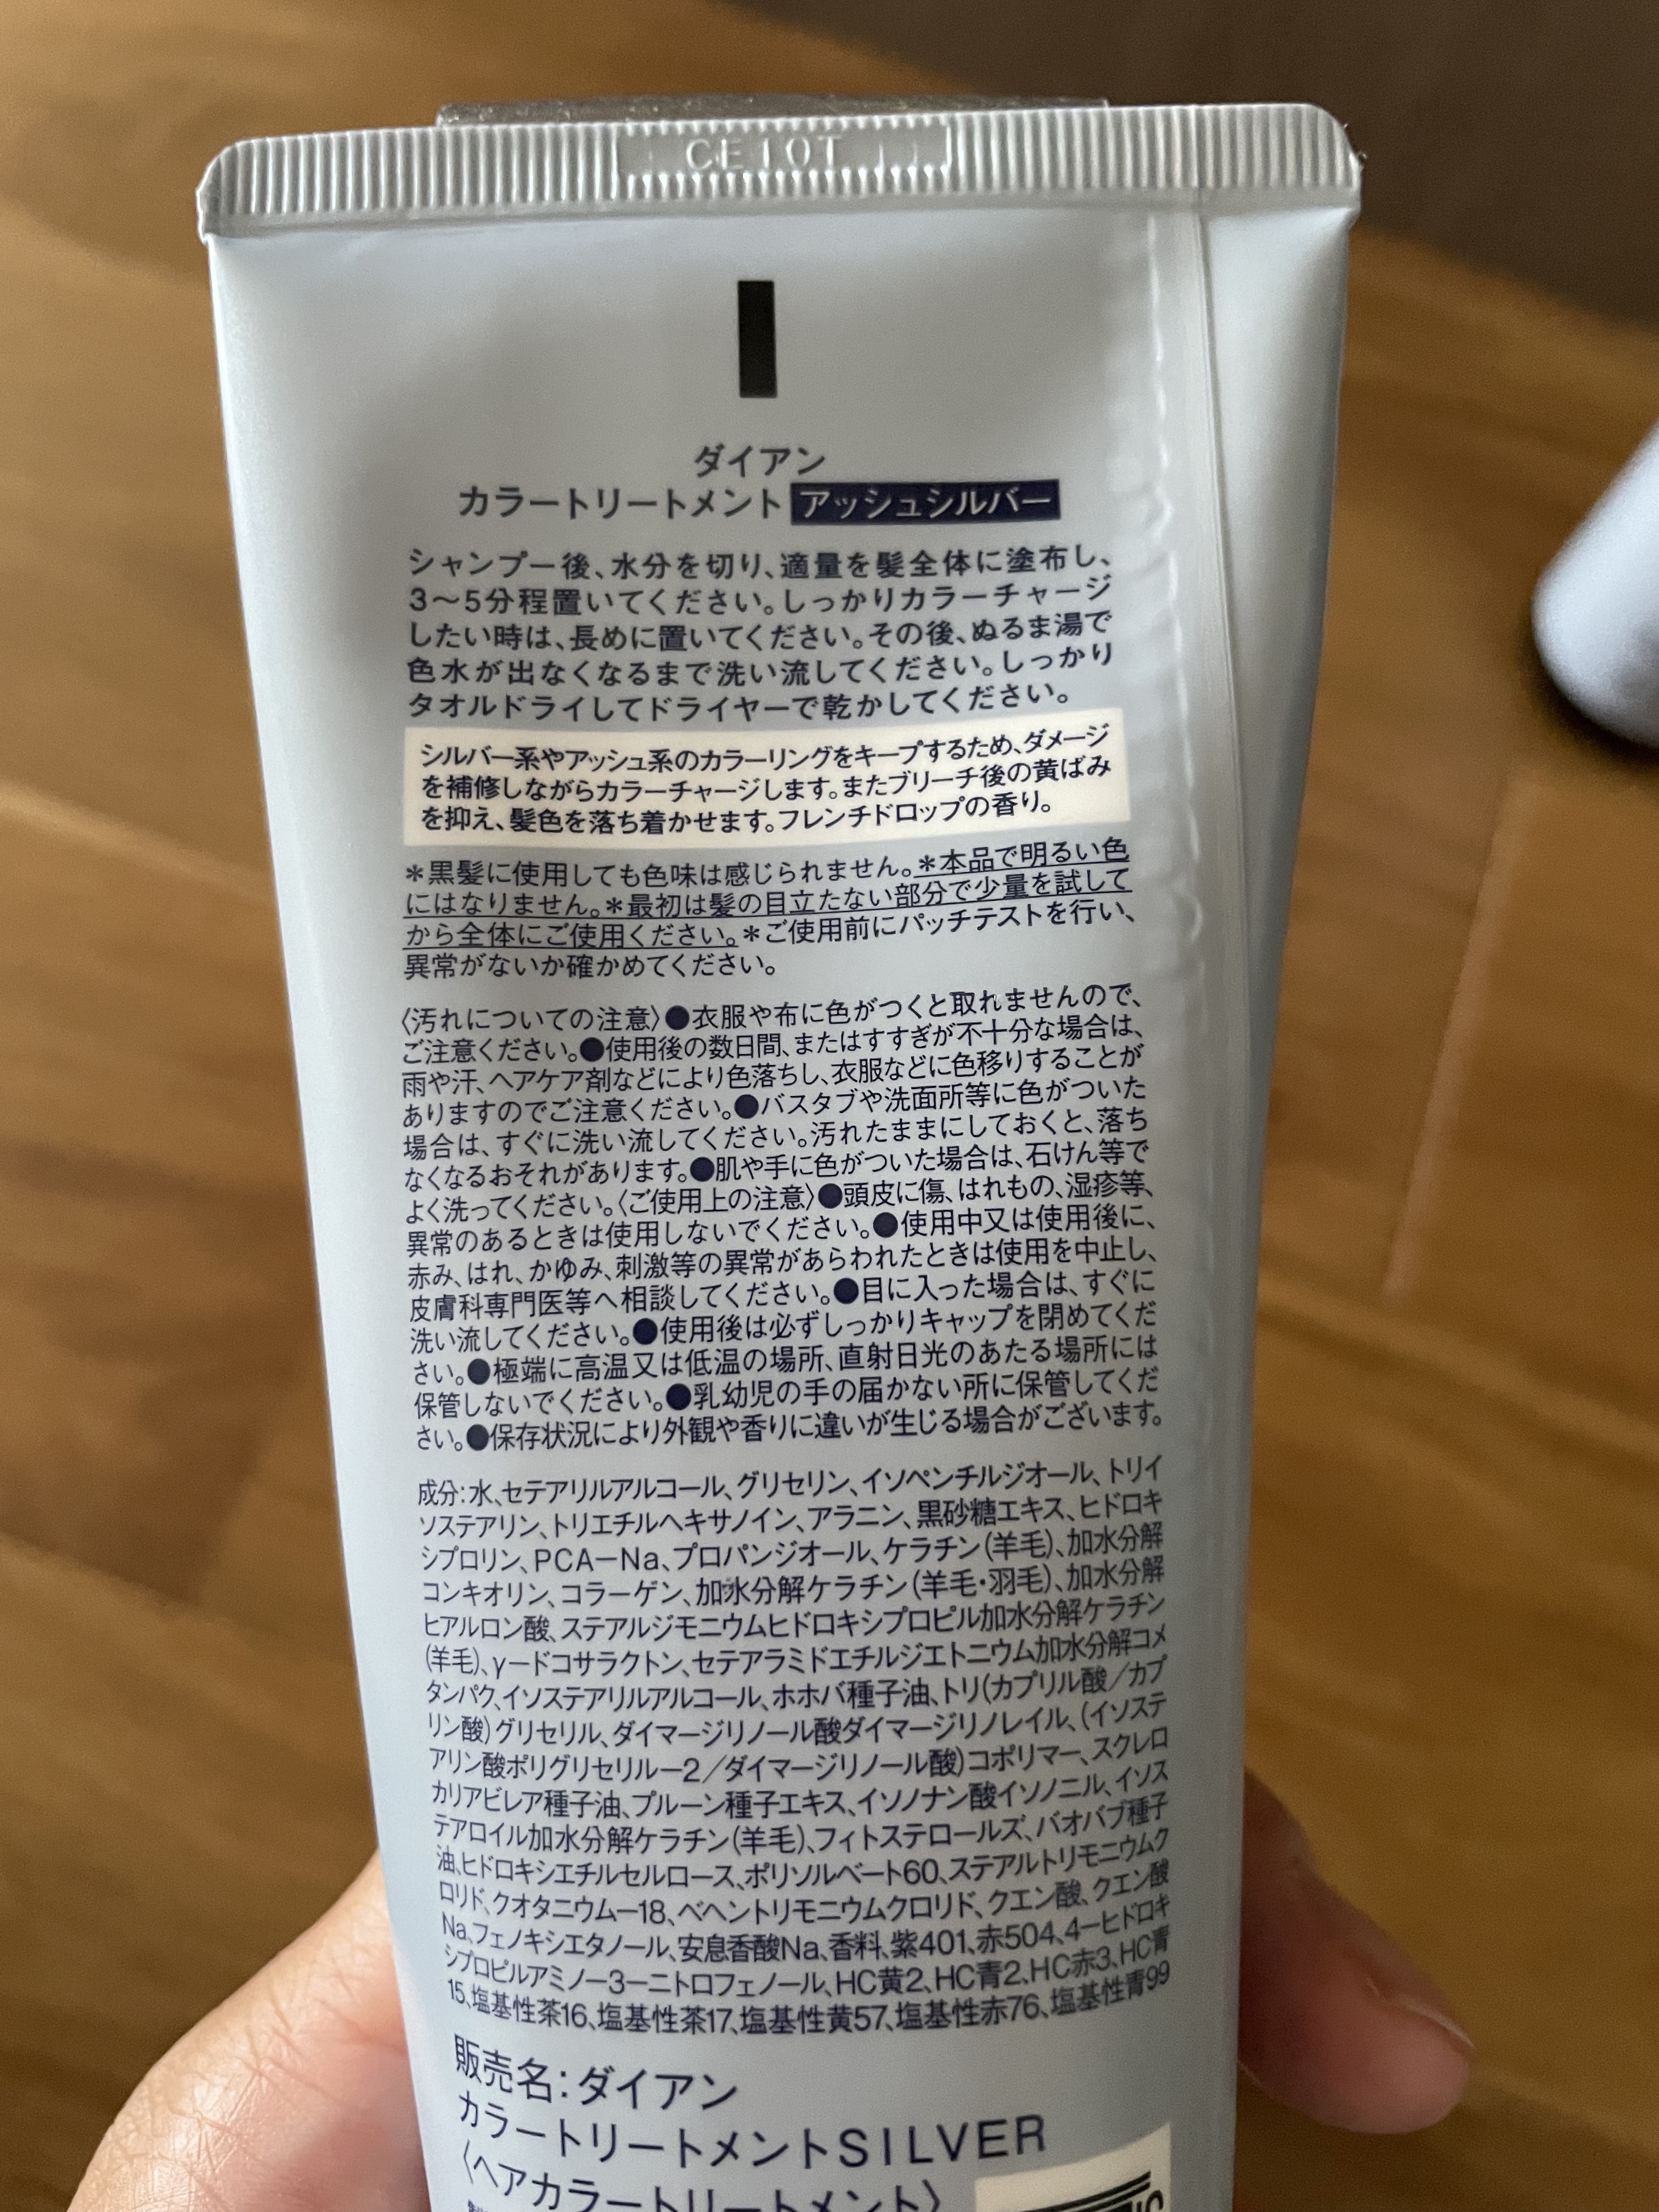 CE10T
ダイアン
カラートリートメント アッシュシルバー
シャンプー後、水分を切り、適量を髪全体に塗布し、
3〜5分程置いてください。しっかりカラーチャージ
したい時は、長めに置いてください。その後、ぬるま湯で
色水が出なくなるまで洗い流してください。しっかり
タオルドライしてドライヤーで乾かしてください。
シルバー系やアッシュ系のカラーリングをキープするため、ダメージ
を補修しながらカラーチャージします。またブリーチ後の黄ばみ
を抑え、髪色を落ち着かせます。フレンチドロップの香り。
＊黒髪に使用しても色味は感じられません。＊本品で明るい色
にはなりません。＊最初は髪の目立たない部分で少量を試して
から全体にご使用ください。＊ご使用前にパッチテストを行い、
異常がないか確かめてください。
〈汚れについての注意〉●衣服や布に色がつくと取れませんので、
ご注意ください。●使用後の数日間、またはすすぎが不十分な場合は、
雨や汗、ヘアケア剤などにより色落ちし、衣服などに色移りすることが
ありますのでご注意ください。●バスタブや洗面所等に色がついた
場合は、すぐに洗い流してください。汚れたままにしておくと、落ち
なくなるおそれがあります。●肌や手に色がついた場合は、石けん等で
よく洗ってください。〈ご使用上の注意〉●頭皮に傷、はれもの、湿疹等、
異常のあるときは使用しないでください。●使用中又は使用後に、
赤み、はれ、かゆみ、刺激等の異常があらわれたときは使用を中止し、
皮膚科専門医等へ相談してください。●目に入った場合は、すぐに
洗い流してください。●使用後は必ずしっかりキャップを閉めてくだ
さい。●極端に高温又は低温の場所、直射日光のあたる場所には
保管しないでください。●乳幼児の手の届かない所に保管してくだ
さい。●保存状況により外観や香りに違いが生じる場合がございます。
成分：水、セテアリルアルコール、グリセリン、イソペンチルジオール、トリイ
ソステアリン、トリエチルヘキサノイン、アラニン、黒砂糖エキス、ヒドロキ
シプロリン、PCA－Na、プロパンジオール、ケラチン（羊毛）、加水分解
コンキオリン、コラーゲン、加水分解ケラチン（羊毛・羽毛）、加水分解
ヒアルロン酸、ステアルジモニウムヒドロキシプロピル加水分解ケラチン
（羊毛）、γードコサラクトン、セテアラミドエチルジエトニウム加水分解コメ
タンパク、イソステアリルアルコール、ホホバ種子油、トリ（カプリル酸／カプ
リン酸）グリセリル、ダイマージリノール酸ダイマージリノレイル、（イソステ
アリン酸ポリグリセリルー2／ダイマージリノール酸）コポリマー、スクレロ
カリアビレア種子油、プルーン種子エキス、イソノナン酸イソノニル、イソス
テアロイル加水分解ケラチン（羊毛）、フィトステロールズ、バオバブ種子
油、ヒドロキシエチルセルロース、ポリソルベート60、ステアルトリモニウムク
ロリド、クオタニウムー18、ベヘントリモニウムクロリド、クエン酸、クエン酸
Na、フェノキシエタノール、安息香酸Na、香料、紫401、赤504、4ーヒドロキ
シプロピルアミノー3ーニトロフェノール、HC黄2、HC青2、HC赤3、HC青
15、塩基性茶16、塩基性茶17、塩基性黄57、塩基性赤76、塩基性青99
販売名：ダイアン
カラートリートメントSILVER
〈ヘアカラートリートメント〉